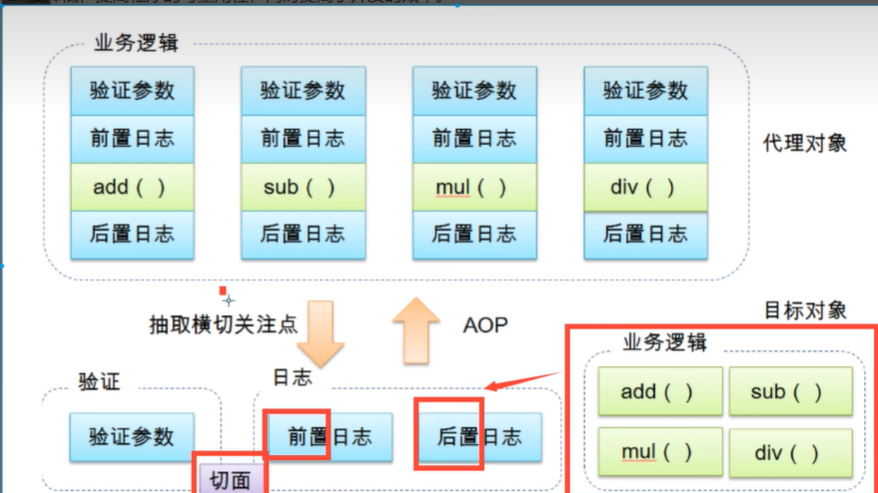 业务逻辑
验证参数 验证参数 验证参数 验证参数
前置日志 前置日志 前置日志 前置日志
代理对象
add ( ) sub ( ) mul ( ) div ( )
后置日志 后置日志 后置日志 后置日志
目标对象
抽取横切关注点 AOP
业务逻辑
验证 日志
add ( ) sub ( )
验证参数 前置日志 后置日志
mul ( ) div ( )
切面